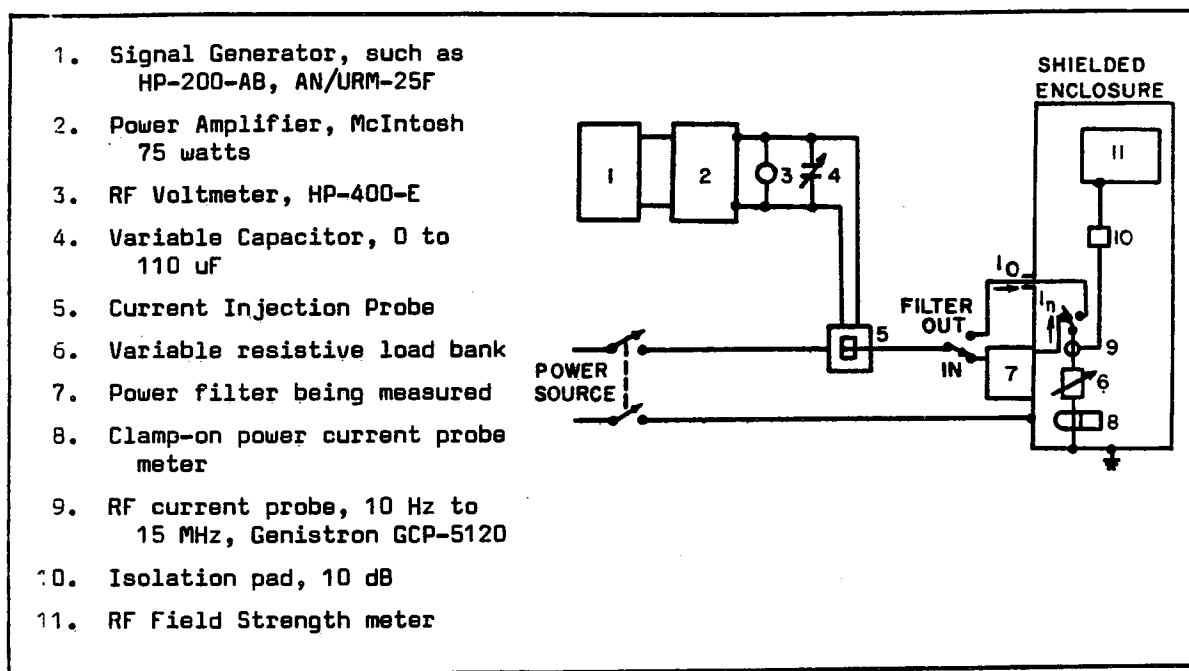 1. Signal Generator, such as
HP-200-AB, AN/URM-25F
2. Power Amplifier, McIntosh
75 watts
3. RF Voltmeter, HP-400-E
4. Variable Capacitor, 0 to
110 uF
5. Current Injection Probe
6. Variable resistive load bank
7. Power filter being measured
8. Clamp-on power current probe
meter
9. RF current probe, 10 Hz to
15 MHz, Genistron GCP-5120
10. Isolation pad, 10 dB
11. RF Field Strength meter
SHIELDED
ENCLOSURE
11
1
2
3
4
10
Io
In
FILTER
OUT
5
9
IN
7
6
POWER
SOURCE
8